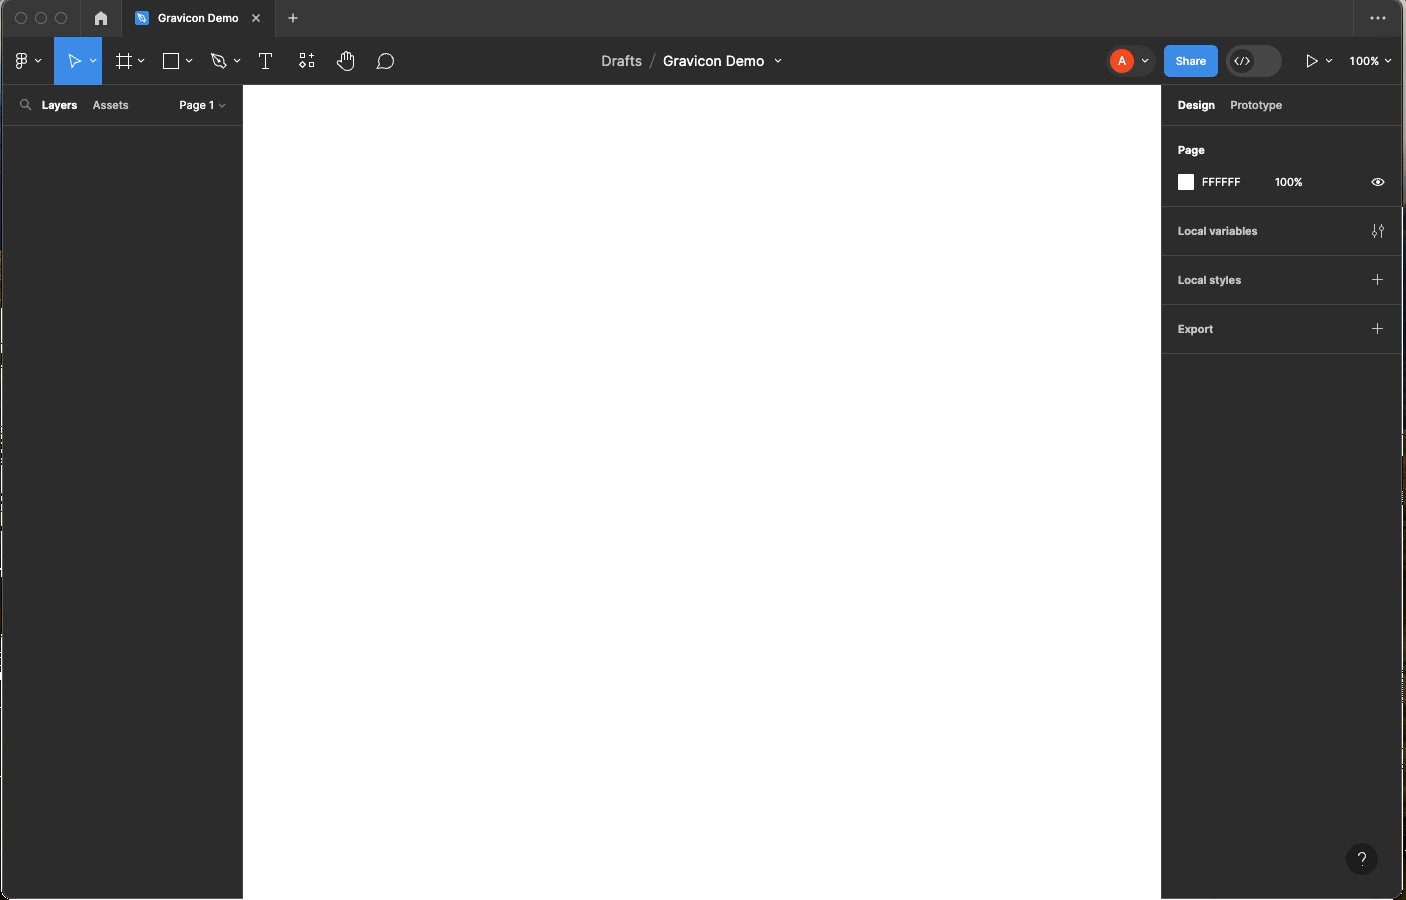 Gravicon Demo
Drafts / Gravicon Demo
A
Share
100%
Layers
Assets
Page 1
Design
Prototype
Page
FFFFFF
100%
Local variables
Local styles
Export
?